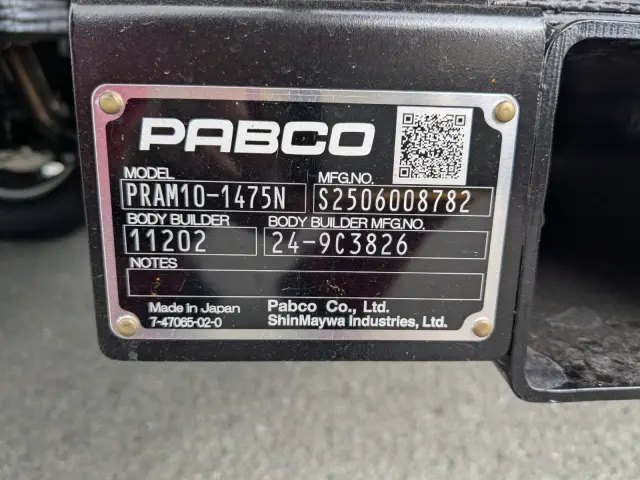 PABCO
MODEL MFG.NO.
PRAM10-1475N S2506008782
BODY BUILDER BODY BUILDER MFG.NO.
11202 24-9C3826
NOTES
Made in Japan Pabco Co., Ltd.
7-47065-02-0 ShinMaywa Industries, Ltd.